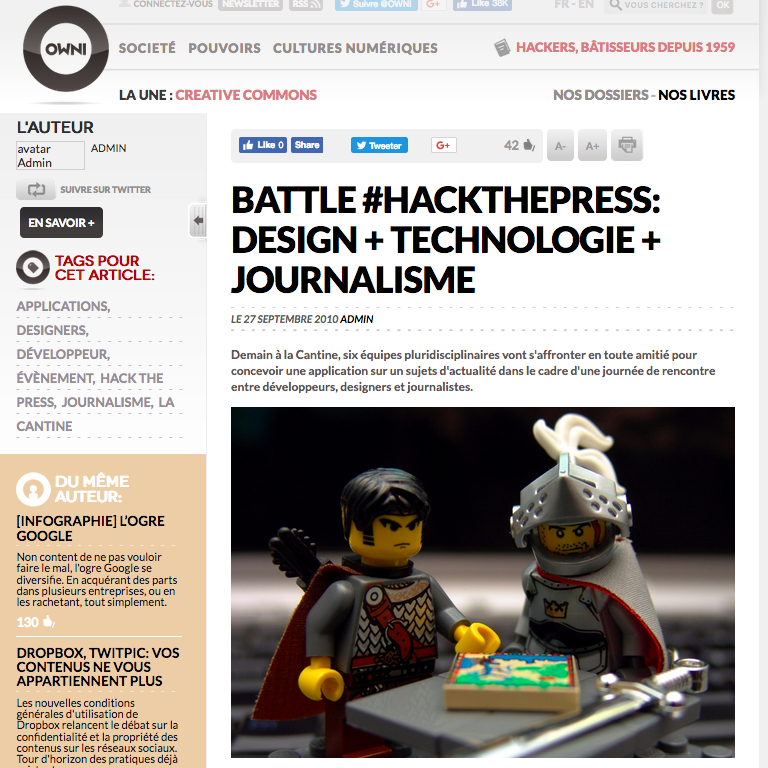 CONNECTEZ-VOUS NEWSLETTER RSS Suivre @OWNI G+ Like 38K FR - EN VOUS CHERCHEZ ? OK
OWNI
SOCIETÉ POUVOIRS CULTURES NUMÉRIQUES
HACKERS, BÂTISSEURS DEPUIS 1959
LA UNE : CREATIVE COMMONS
NOS DOSSIERS - NOS LIVRES
L'AUTEUR
avatar
Admin
ADMIN
SUIVRE SUR TWITTER
EN SAVOIR +
TAGS POUR
CET ARTICLE:
APPLICATIONS,
DESIGNERS,
DÉVELOPPEUR,
ÉVÈNEMENT, HACK THE
PRESS, JOURNALISME, LA
CANTINE
DU MÊME
AUTEUR:
[INFOGRAPHIE] L'OGRE
GOOGLE
Non content de ne pas vouloir
faire le mal, l'ogre Google se
diversifie. En acquérant des parts
dans plusieurs entreprises, ou en
les rachetant, tout simplement.
130
DROPBOX, TWITPIC: VOS
CONTENUS NE VOUS
APPARTIENNENT PLUS
Les nouvelles conditions
générales d'utilisation de
Dropbox relancent le débat sur la
confidentialité et la propriété des
contenus sur les réseaux sociaux.
Tour d'horizon des pratiques déjà
Like 0 Share Tweeter G+ 42 A- A+
BATTLE #HACKTHEPRESS:
DESIGN + TECHNOLOGIE +
JOURNALISME
LE 27 SEPTEMBRE 2010 ADMIN
Demain à la Cantine, six équipes pluridisciplinaires vont s'affronter en toute amitié pour
concevoir une application sur un sujets d'actualité dans le cadre d'une journée de rencontre
entre développeurs, designers et journalistes.